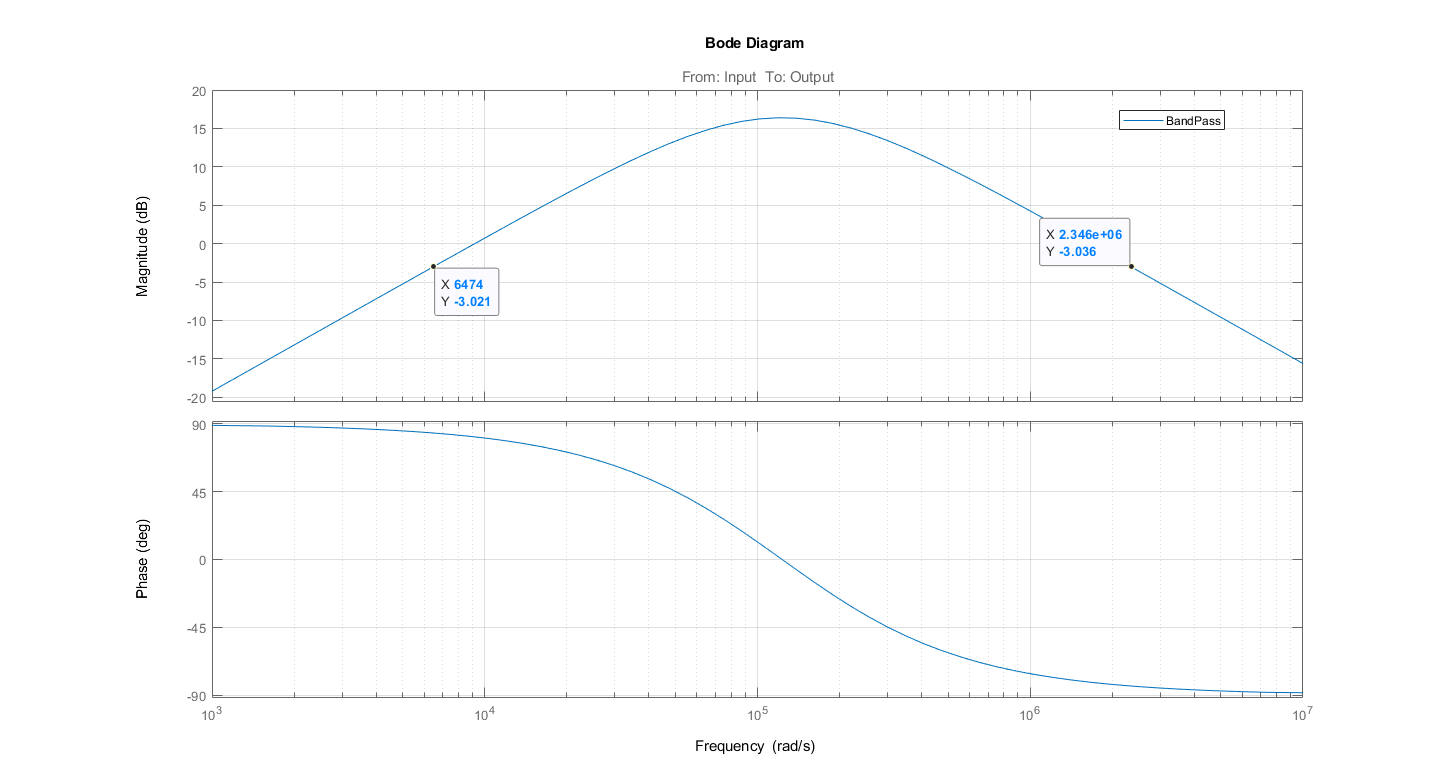 Bode Diagram
From: Input To: Output
Magnitude (dB)
20
15
10
5
0
-5
-10
-15
-20
BandPass
X 6474
Y -3.021
X 2.346e+06
Y -3.036
Phase (deg)
90
45
0
-45
-90
10^3
10^4
10^5
10^6
10^7
Frequency (rad/s)